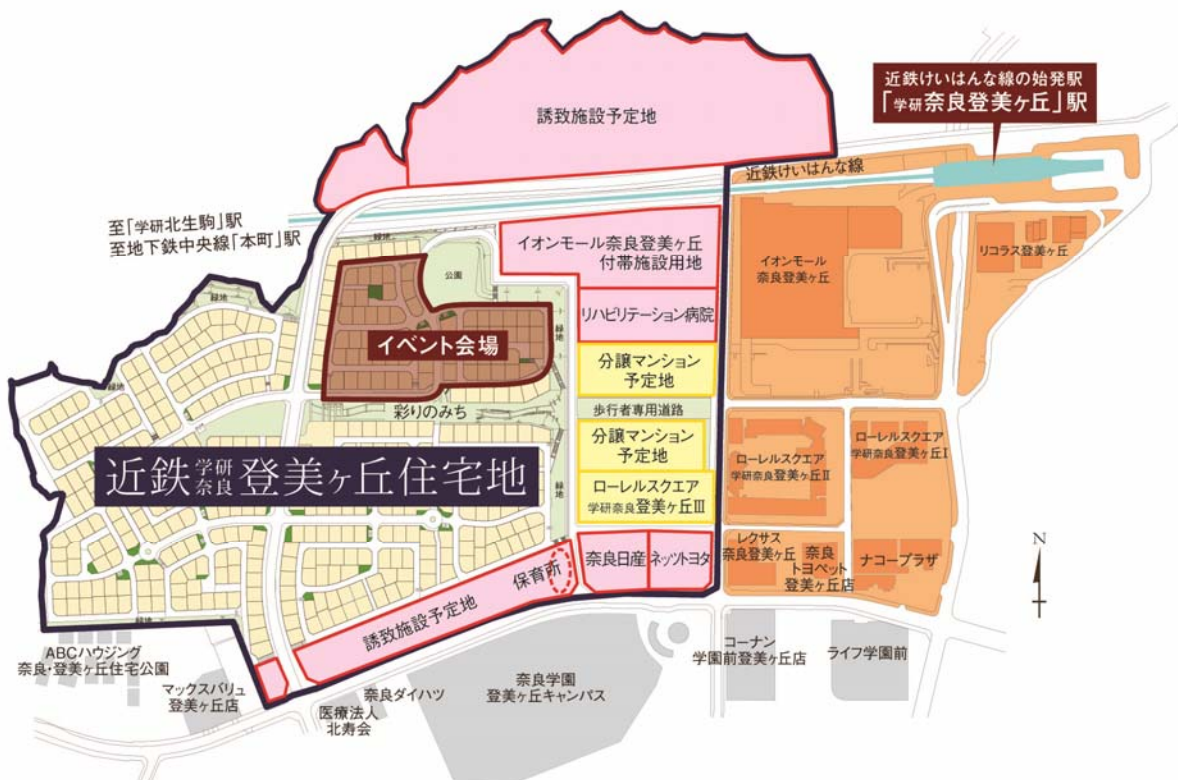 誘致施設予定地
近鉄けいはんな線の始発駅
「学研奈良登美ヶ丘」駅
近鉄けいはんな線
至「学研北生駒」駅
至地下鉄中央線「本町」駅
イオンモール奈良登美ヶ丘
付帯施設用地
イオンモール
奈良登美ヶ丘
リコラス登美ヶ丘
公園
緑地
緑地
緑地
リハビリテーション病院
イベント会場
緑地
分譲マンション
予定地
緑地
彩りのみち
歩行者専用道路
分譲マンション
予定地
ローレルスクエア
学研奈良登美ヶ丘II
ローレルスクエア
学研奈良登美ヶ丘I
近鉄学研奈良登美ヶ丘住宅地
緑地
ローレルスクエア
学研奈良登美ヶ丘III
N
奈良日産
ネッツトヨタ
レクサス
奈良登美ヶ丘
奈良
トヨペット
登美ヶ丘店
ナコープラザ
保育所
誘致施設予定地
緑地
ABCハウジング
奈良・登美ヶ丘住宅公園
マックスバリュ
登美ヶ丘店
奈良ダイハツ
医療法人
北寿会
奈良学園
登美ヶ丘キャンパス
コーナン
学園前登美ヶ丘店
ライフ学園前